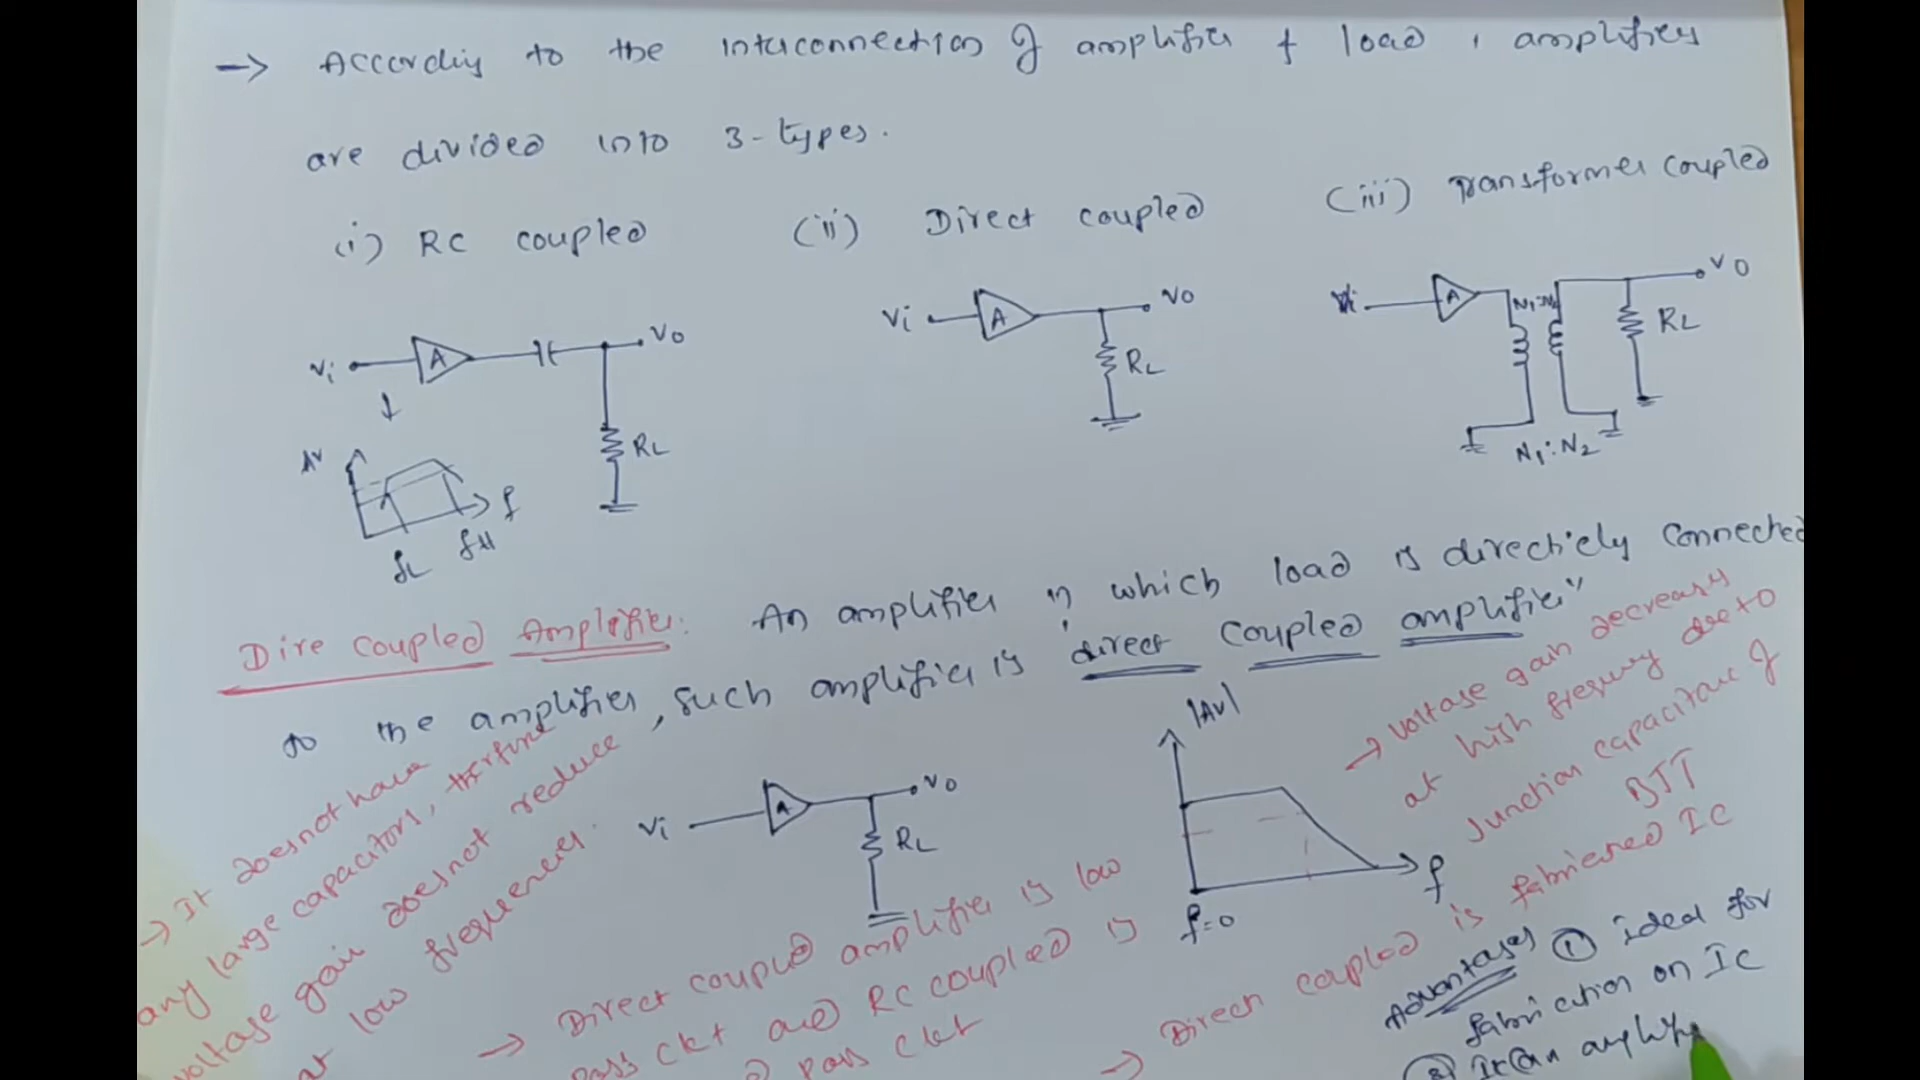 → According to the interconnection of amplifier & load, amplifiers
are divided into 3-types.
(i) RC coupled (ii) Direct coupled (iii) Transformer coupled
Vi A Vo RL
AV f fL fH
Vi A Vo RL
Vi A N1:N2 Vo RL
N1:N2
Dire coupled Amplifier: An amplifier in which load is directiely connected
to the amplifier, such amplifier is "direct coupled amplifier"
Vi A Vo RL
|Av| f f=0
→ It doesnot have
any large capacitors, therfore
voltage gain doesnot reduce
at low frequencies.
→ voltage gain decreases
at high frequency due to
Junction capacitance of
BJT
→ Direct coupled amplifier is low
pass ckt and RC coupled is
pass ckt
→ Direct coupled is fabricated IC
Advantages ① ideal for
fabrication on IC
② It can